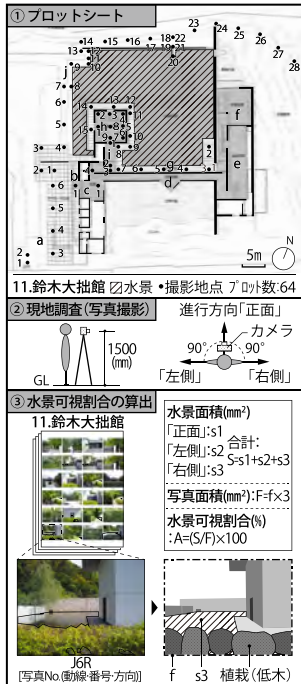 ① プロットシート
23 24 25 26 27 28
14 15 16 17 18 22
19 21
20
13 12 11
10
9
j
7 8
6
5
3 4
2 1
a
b
c
d
e
f
g
h
i
5m
N
11.鈴木大拙館 水景 •撮影地点 プロット数:64
② 現地調査(写真撮影)
進行方向「正面」
カメラ
1500
(mm)
GL
90° 90°
「左側」 「右側」
③ 水景可視割合の算出
11.鈴木大拙館
水景面積(mm²)
「正面」:s1
「左側」:s2 合計:
「右側」:s3 S=s1+s2+s3
写真面積(mm²):F=f×3
水景可視割合(%)
:A=(S/F)×100
J6R
[写真No.(動線・番号・方向)]
f s3 植栽(低木)